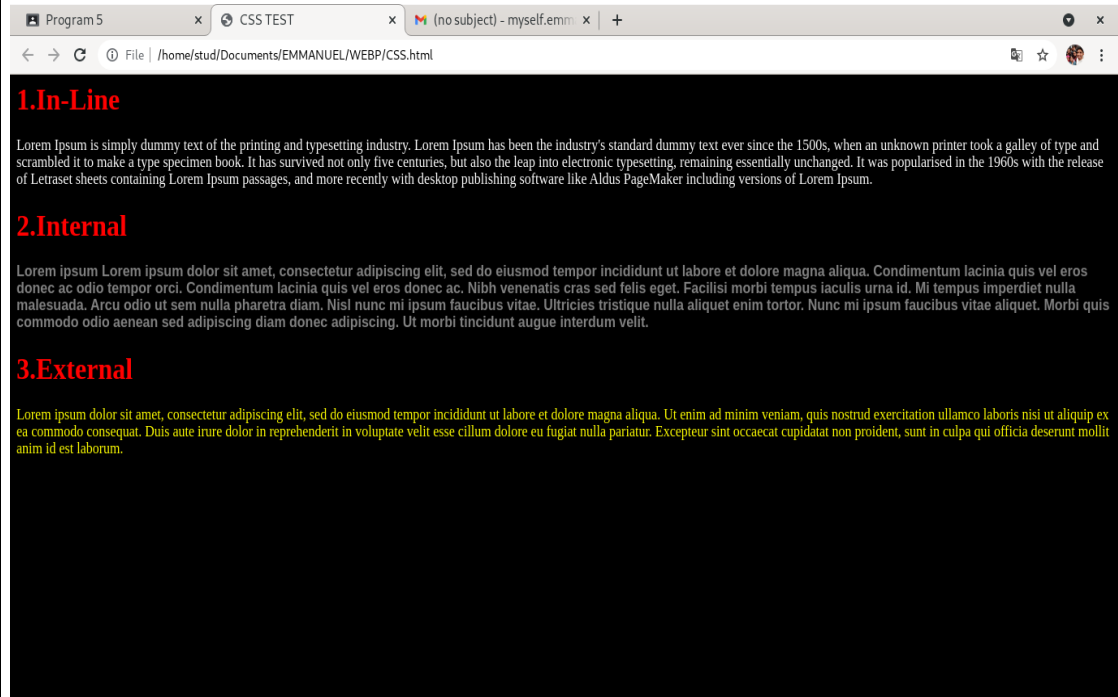 Program 5
CSS TEST
(no subject) - myself.emm
File
/home/stud/Documents/EMMANUEL/WEBP/CSS.html
1.In-Line
Lorem Ipsum is simply dummy text of the printing and typesetting industry. Lorem Ipsum has been the industry's standard dummy text ever since the 1500s, when an unknown printer took a galley of type and
scrambled it to make a type specimen book. It has survived not only five centuries, but also the leap into electronic typesetting, remaining essentially unchanged. It was popularised in the 1960s with the release
of Letraset sheets containing Lorem Ipsum passages, and more recently with desktop publishing software like Aldus PageMaker including versions of Lorem Ipsum.
2.Internal
Lorem ipsum Lorem ipsum dolor sit amet, consectetur adipiscing elit, sed do eiusmod tempor incididunt ut labore et dolore magna aliqua. Condimentum lacinia quis vel eros
donec ac odio tempor orci. Condimentum lacinia quis vel eros donec ac. Nibh venenatis cras sed felis eget. Facilisi morbi tempus iaculis urna id. Mi tempus imperdiet nulla
malesuada. Arcu odio ut sem nulla pharetra diam. Nisl nunc mi ipsum faucibus vitae. Ultricies tristique nulla aliquet enim tortor. Nunc mi ipsum faucibus vitae aliquet. Morbi quis
commodo odio aenean sed adipiscing diam donec adipiscing. Ut morbi tincidunt augue interdum velit.
3.External
Lorem ipsum dolor sit amet, consectetur adipiscing elit, sed do eiusmod tempor incididunt ut labore et dolore magna aliqua. Ut enim ad minim veniam, quis nostrud exercitation ullamco laboris nisi ut aliquip ex
ea commodo consequat. Duis aute irure dolor in reprehenderit in voluptate velit esse cillum dolore eu fugiat nulla pariatur. Excepteur sint occaecat cupidatat non proident, sunt in culpa qui officia deserunt mollit
anim id est laborum.